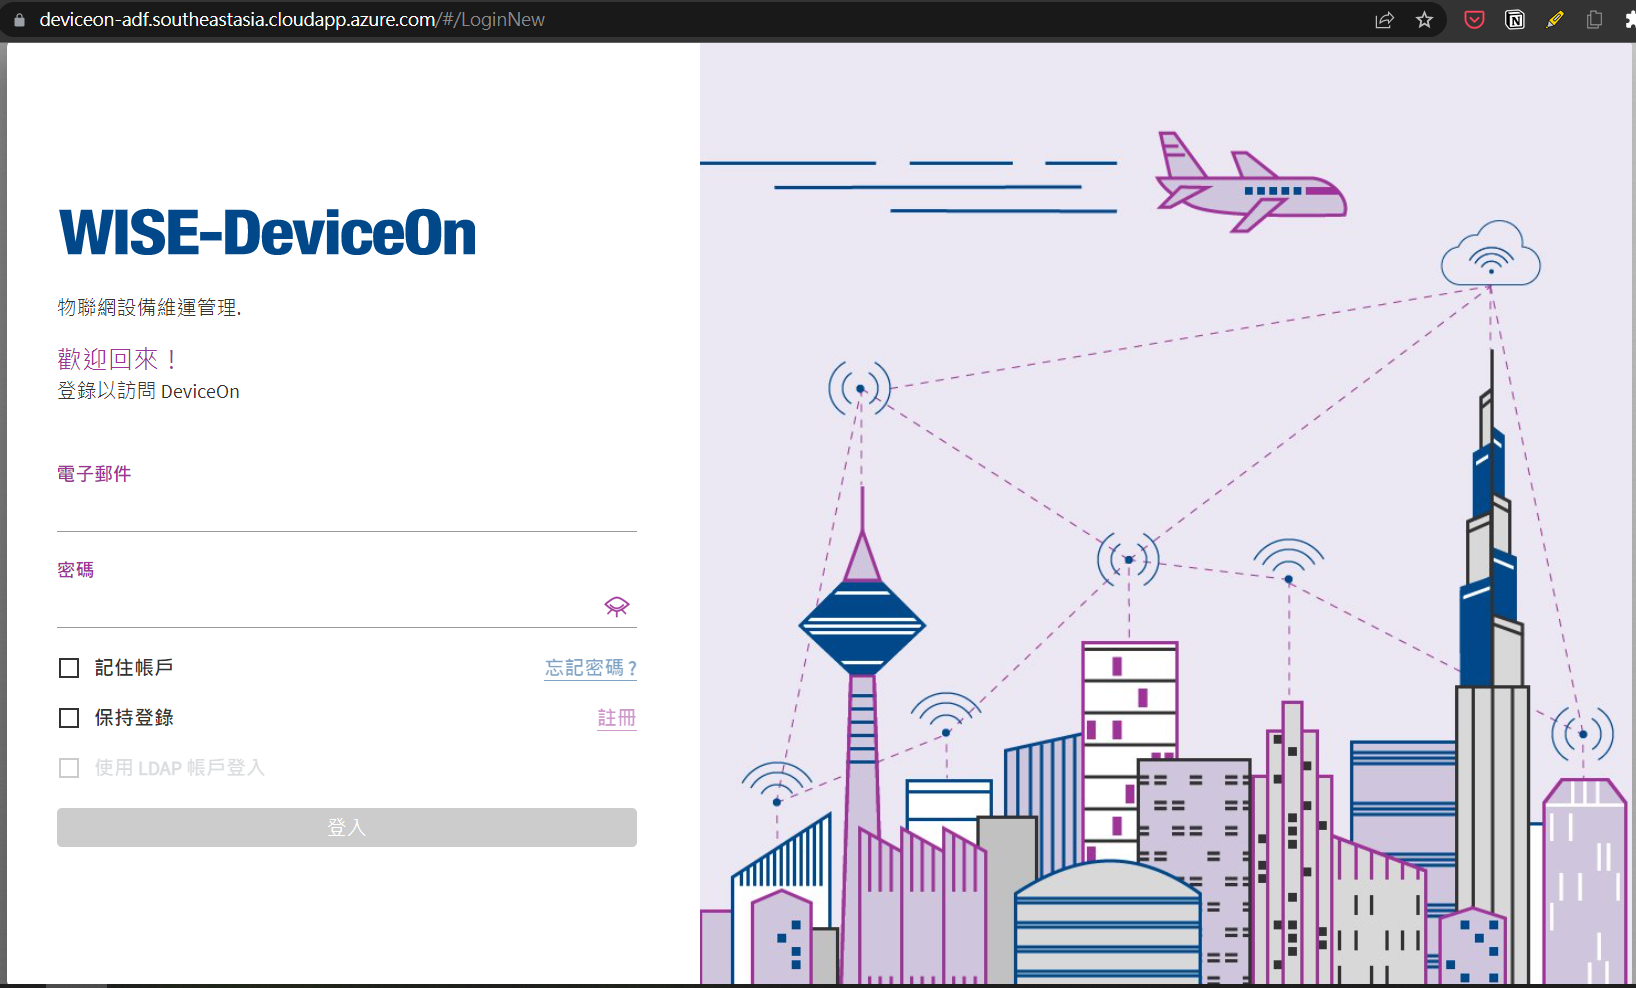 deviceon-adf.southeastasia.cloudapp.azure.com/#/LoginNew
WISE-DeviceOn
物聯網設備維運管理.
歡迎回來！
登錄以訪問 DeviceOn
電子郵件
密碼
記住帳戶
忘記密碼？
保持登錄
註冊
使用 LDAP 帳戶登入
登入